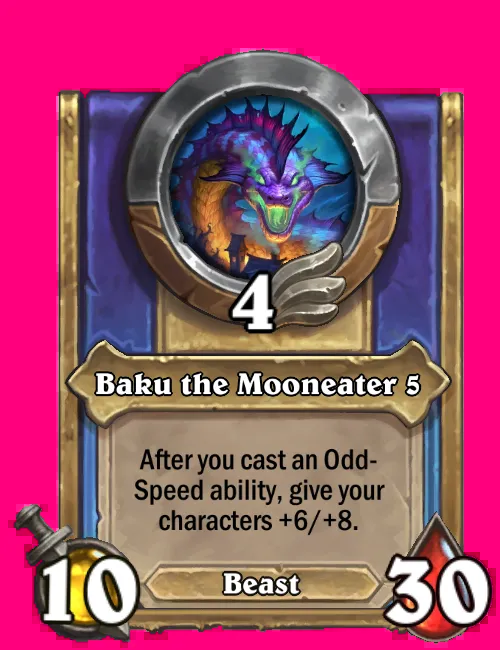 4
Baku the Mooneater 5
After you cast an Odd-
Speed ability, give your
characters +6/+8.
10
Beast
30